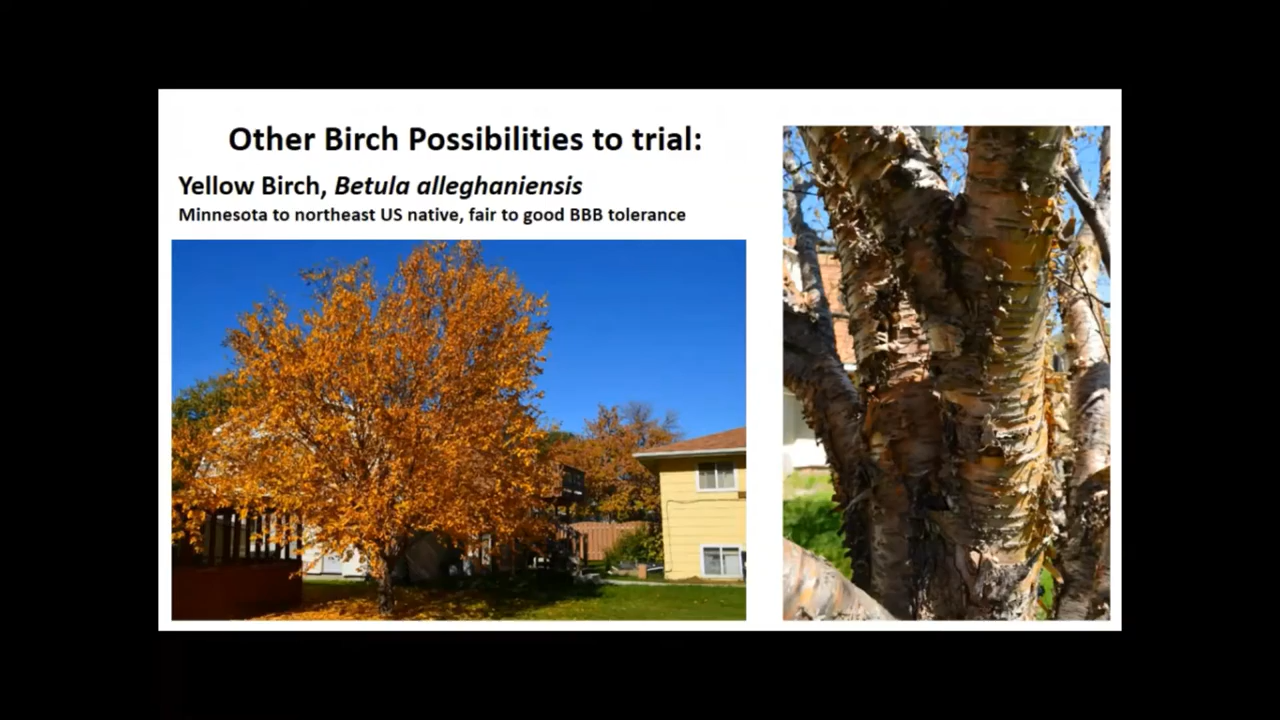 Other Birch Possibilities to trial:
Yellow Birch, Betula alleghaniensis
Minnesota to northeast US native, fair to good BBB tolerance